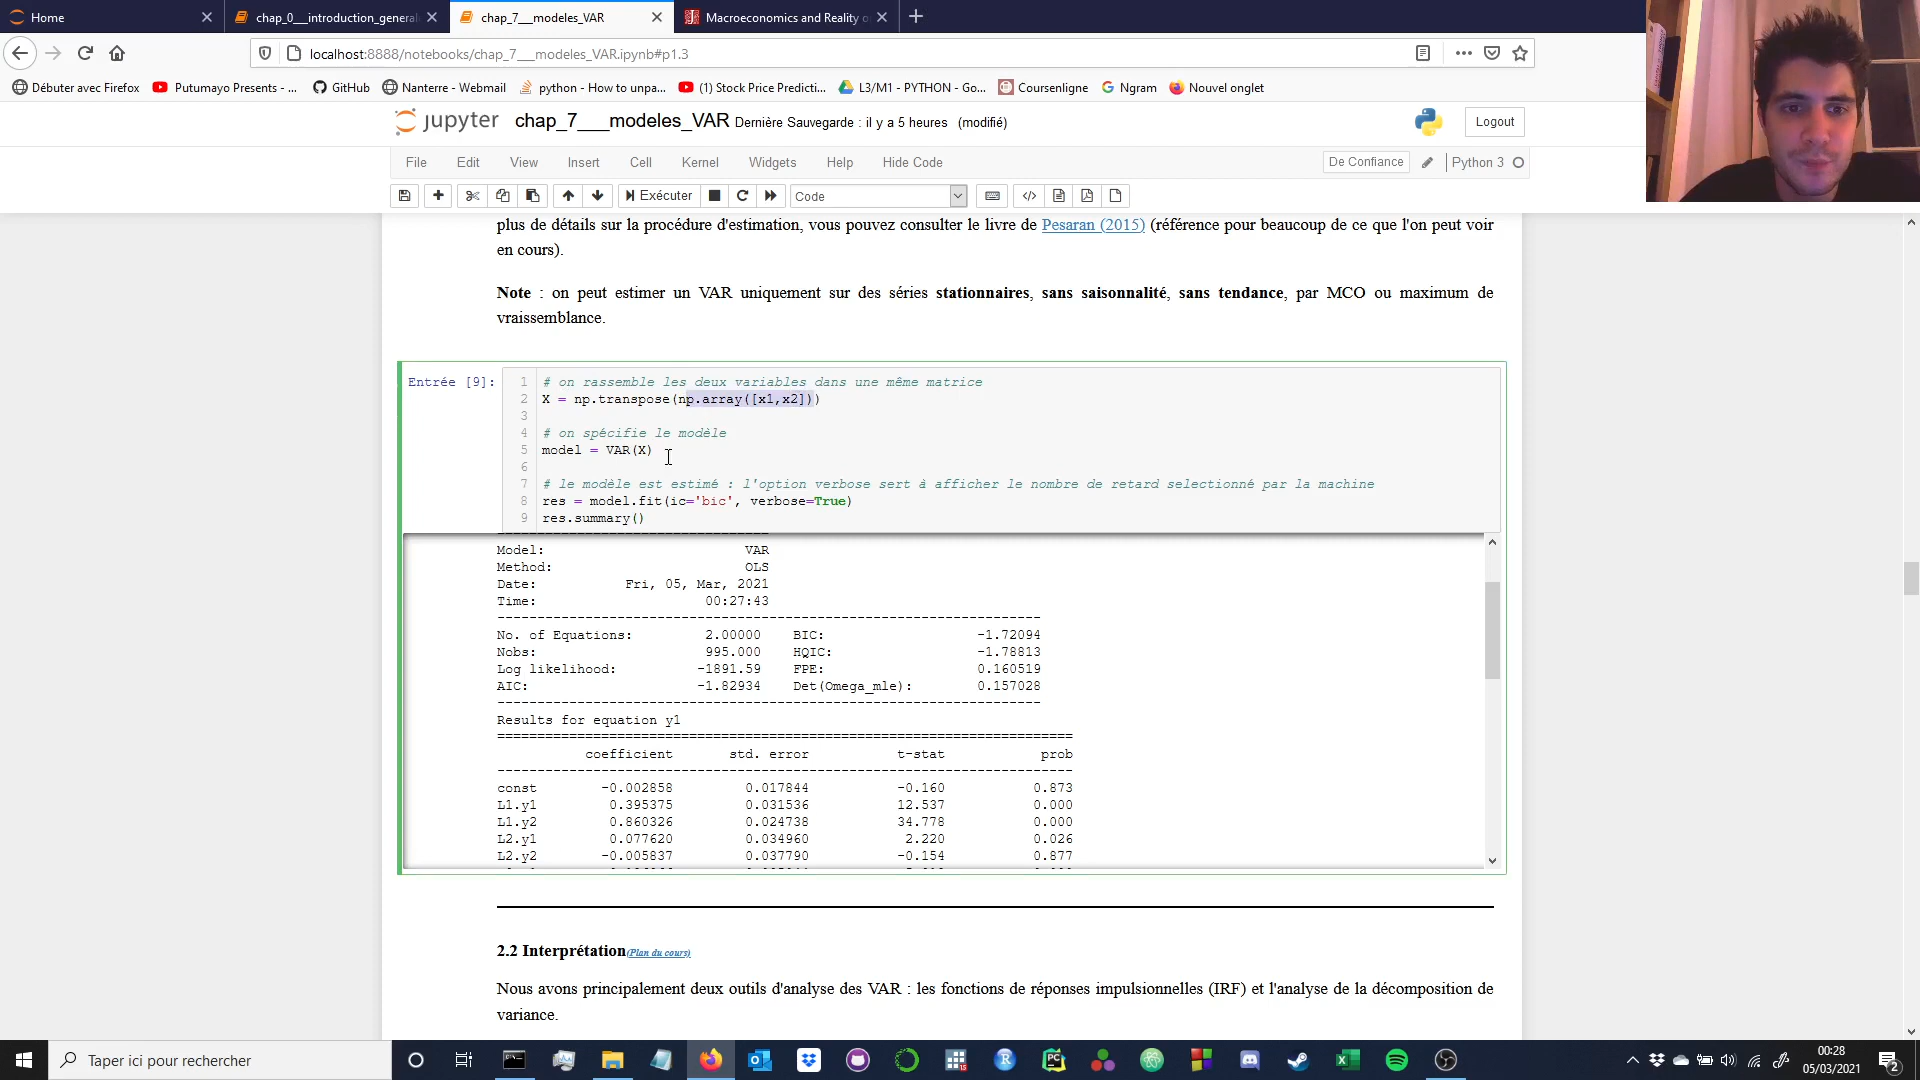 Home
chap_0__introduction_general
chap_7___modeles_VAR
Macroeconomics and Reality o
localhost:8888/notebooks/chap_7___modeles_VAR.ipynb#p1.3
Débuter avec Firefox
Putumayo Presents - ...
GitHub
Nanterre - Webmail
python - How to unpa...
(1) Stock Price Predicti...
L3/M1 - PYTHON - Go...
Coursenligne
Ngram
Nouvel onglet
jupyter
chap_7___modeles_VAR Dernière Sauvegarde : il y a 5 heures (modifié)
Logout
File
Edit
View
Insert
Cell
Kernel
Widgets
Help
Hide Code
De Confiance
Python 3
Exécuter
Code
plus de détails sur la procédure d'estimation, vous pouvez consulter le livre de Pesaran (2015) (référence pour beaucoup de ce que l'on peut voir
en cours).
Note : on peut estimer un VAR uniquement sur des séries stationnaires, sans saisonnalité, sans tendance, par MCO ou maximum de
vraissemblance.
Entrée [9]:
1 # on rassemble les deux variables dans une même matrice
2 X = np.transpose(np.array([x1,x2]))
3
4 # on spécifie le modèle
5 model = VAR(X)
6
7 # le modèle est estimé : l'option verbose sert à afficher le nombre de retard selectionné par la machine
8 res = model.fit(ic='bic', verbose=True)
9 res.summary()
Model: VAR
Method: OLS
Date: Fri, 05, Mar, 2021
Time: 00:27:43
--------------------------------------------------------------------
No. of Equations: 2.00000 BIC: -1.72094
Nobs: 995.000 HQIC: -1.78813
Log likelihood: -1891.59 FPE: 0.160519
AIC: -1.82934 Det(Omega_mle): 0.157028
--------------------------------------------------------------------
Results for equation y1
========================================================================
coefficient std. error t-stat prob
------------------------------------------------------------------------
const -0.002858 0.017844 -0.160 0.873
L1.y1 0.395375 0.031536 12.537 0.000
L1.y2 0.860326 0.024738 34.778 0.000
L2.y1 0.077620 0.034960 2.220 0.026
L2.y2 -0.005837 0.037790 -0.154 0.877
2.2 Interprétation(Plan du cours)
Nous avons principalement deux outils d'analyse des VAR : les fonctions de réponses impulsionnelles (IRF) et l'analyse de la décomposition de
variance.
Taper ici pour rechercher
00:28
05/03/2021
2